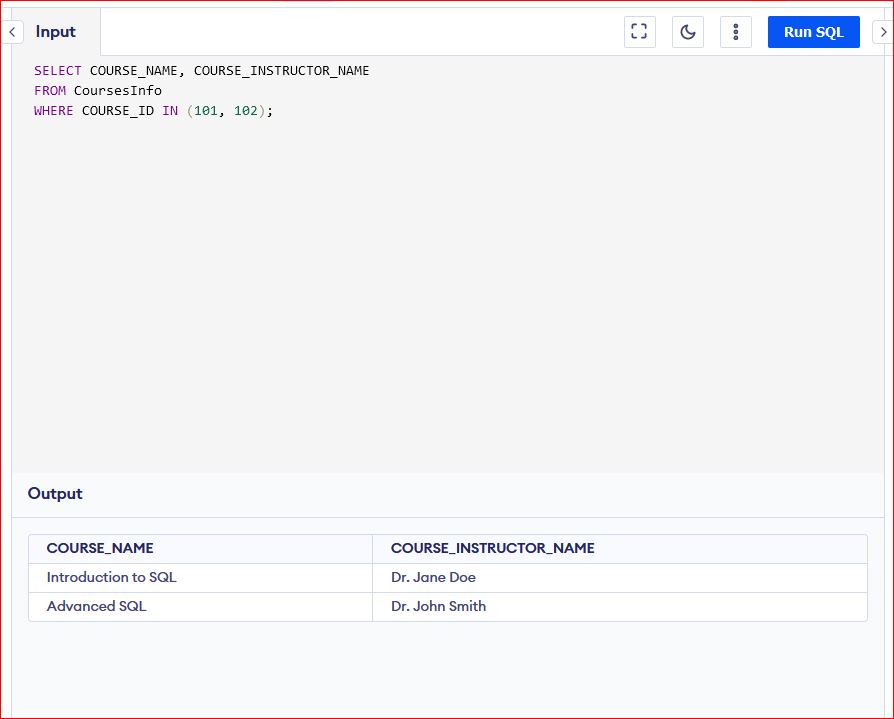 Input
Run SQL
SELECT COURSE_NAME, COURSE_INSTRUCTOR_NAME
FROM CoursesInfo
WHERE COURSE_ID IN (101, 102);
Output
COURSE_NAME COURSE_INSTRUCTOR_NAME
Introduction to SQL Dr. Jane Doe
Advanced SQL Dr. John Smith